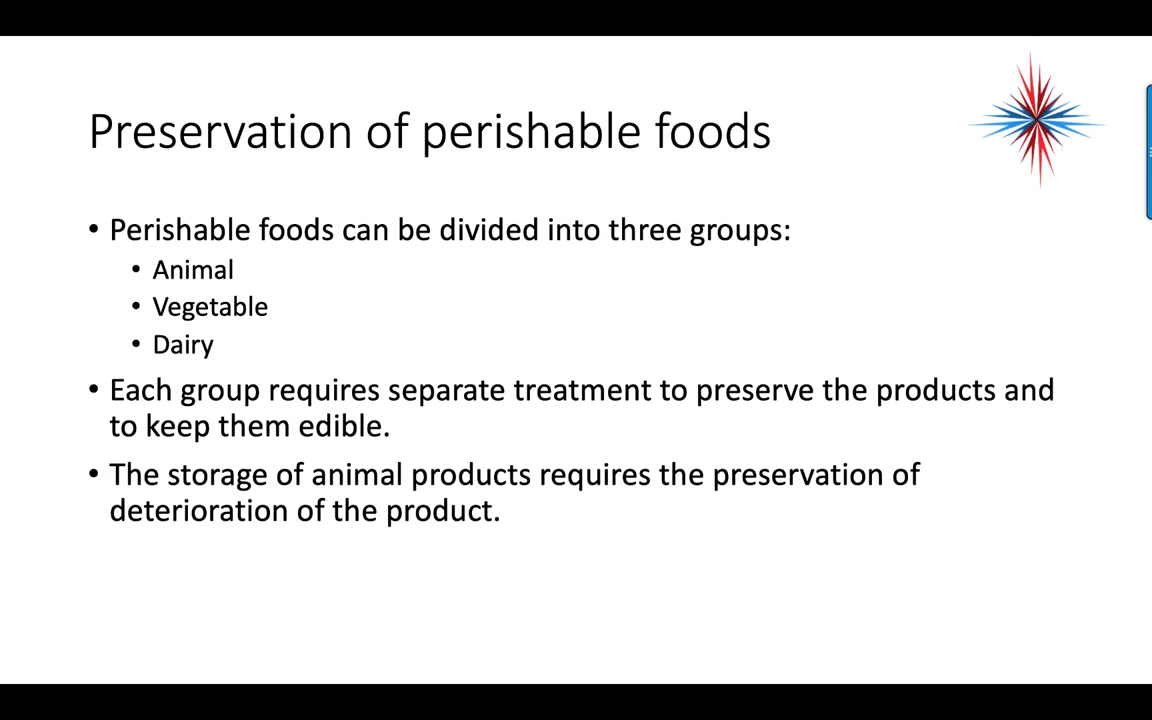 Preservation of perishable foods
• Perishable foods can be divided into three groups:
• Animal
• Vegetable
• Dairy
• Each group requires separate treatment to preserve the products and
to keep them edible.
• The storage of animal products requires the preservation of
deterioration of the product.